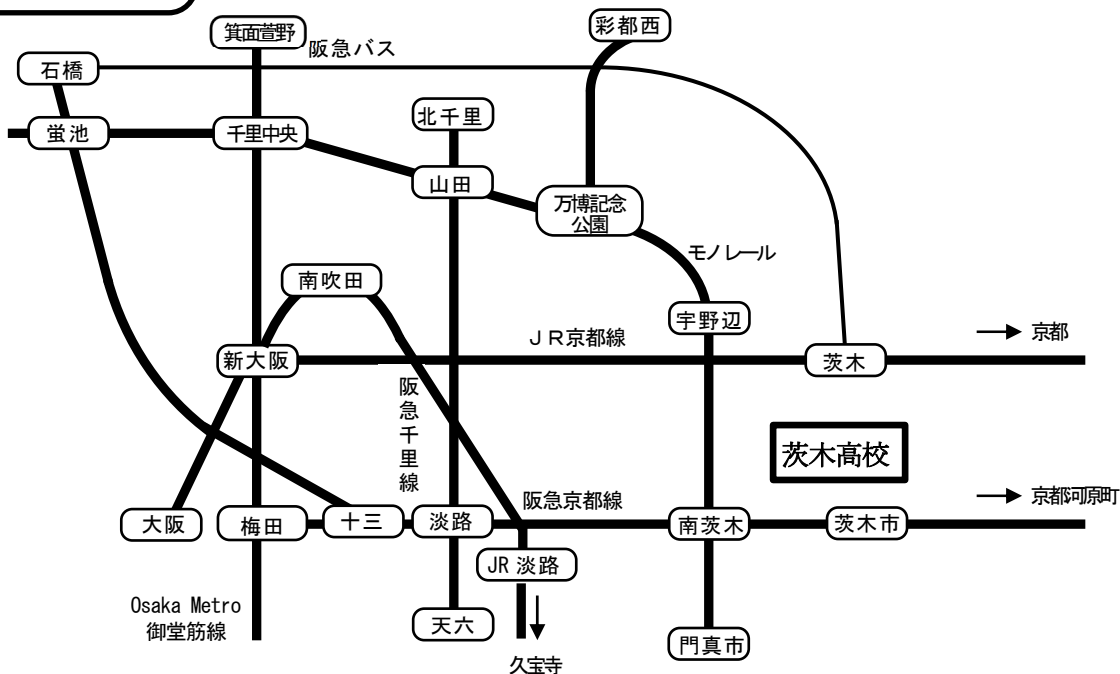 箕面萱野
彩都西
阪急バス
石橋
北千里
蛍池
千里中央
山田
万博記念
公園
モノレール
南吹田
宇野辺
JR京都線
京都
新大阪
茨木
阪急千里線
茨木高校
阪急京都線
京都河原町
大阪
梅田
十三
淡路
南茨木
茨木市
JR淡路
Osaka Metro
御堂筋線
天六
門真市
久宝寺